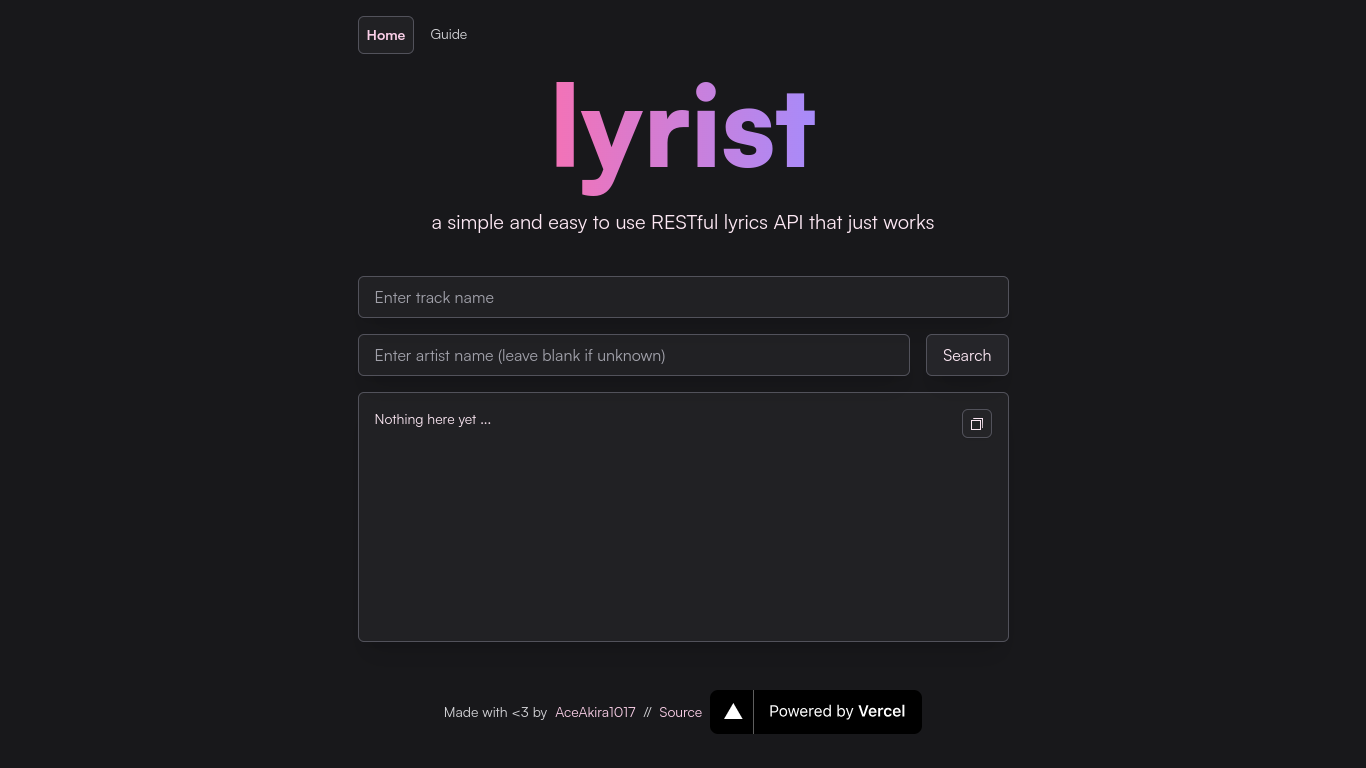 Home Guide
lyrist
a simple and easy to use RESTful lyrics API that just works
Enter track name
Enter artist name (leave blank if unknown) Search
Nothing here yet ...
Made with <3 by AceAkira1017 // Source Powered by Vercel